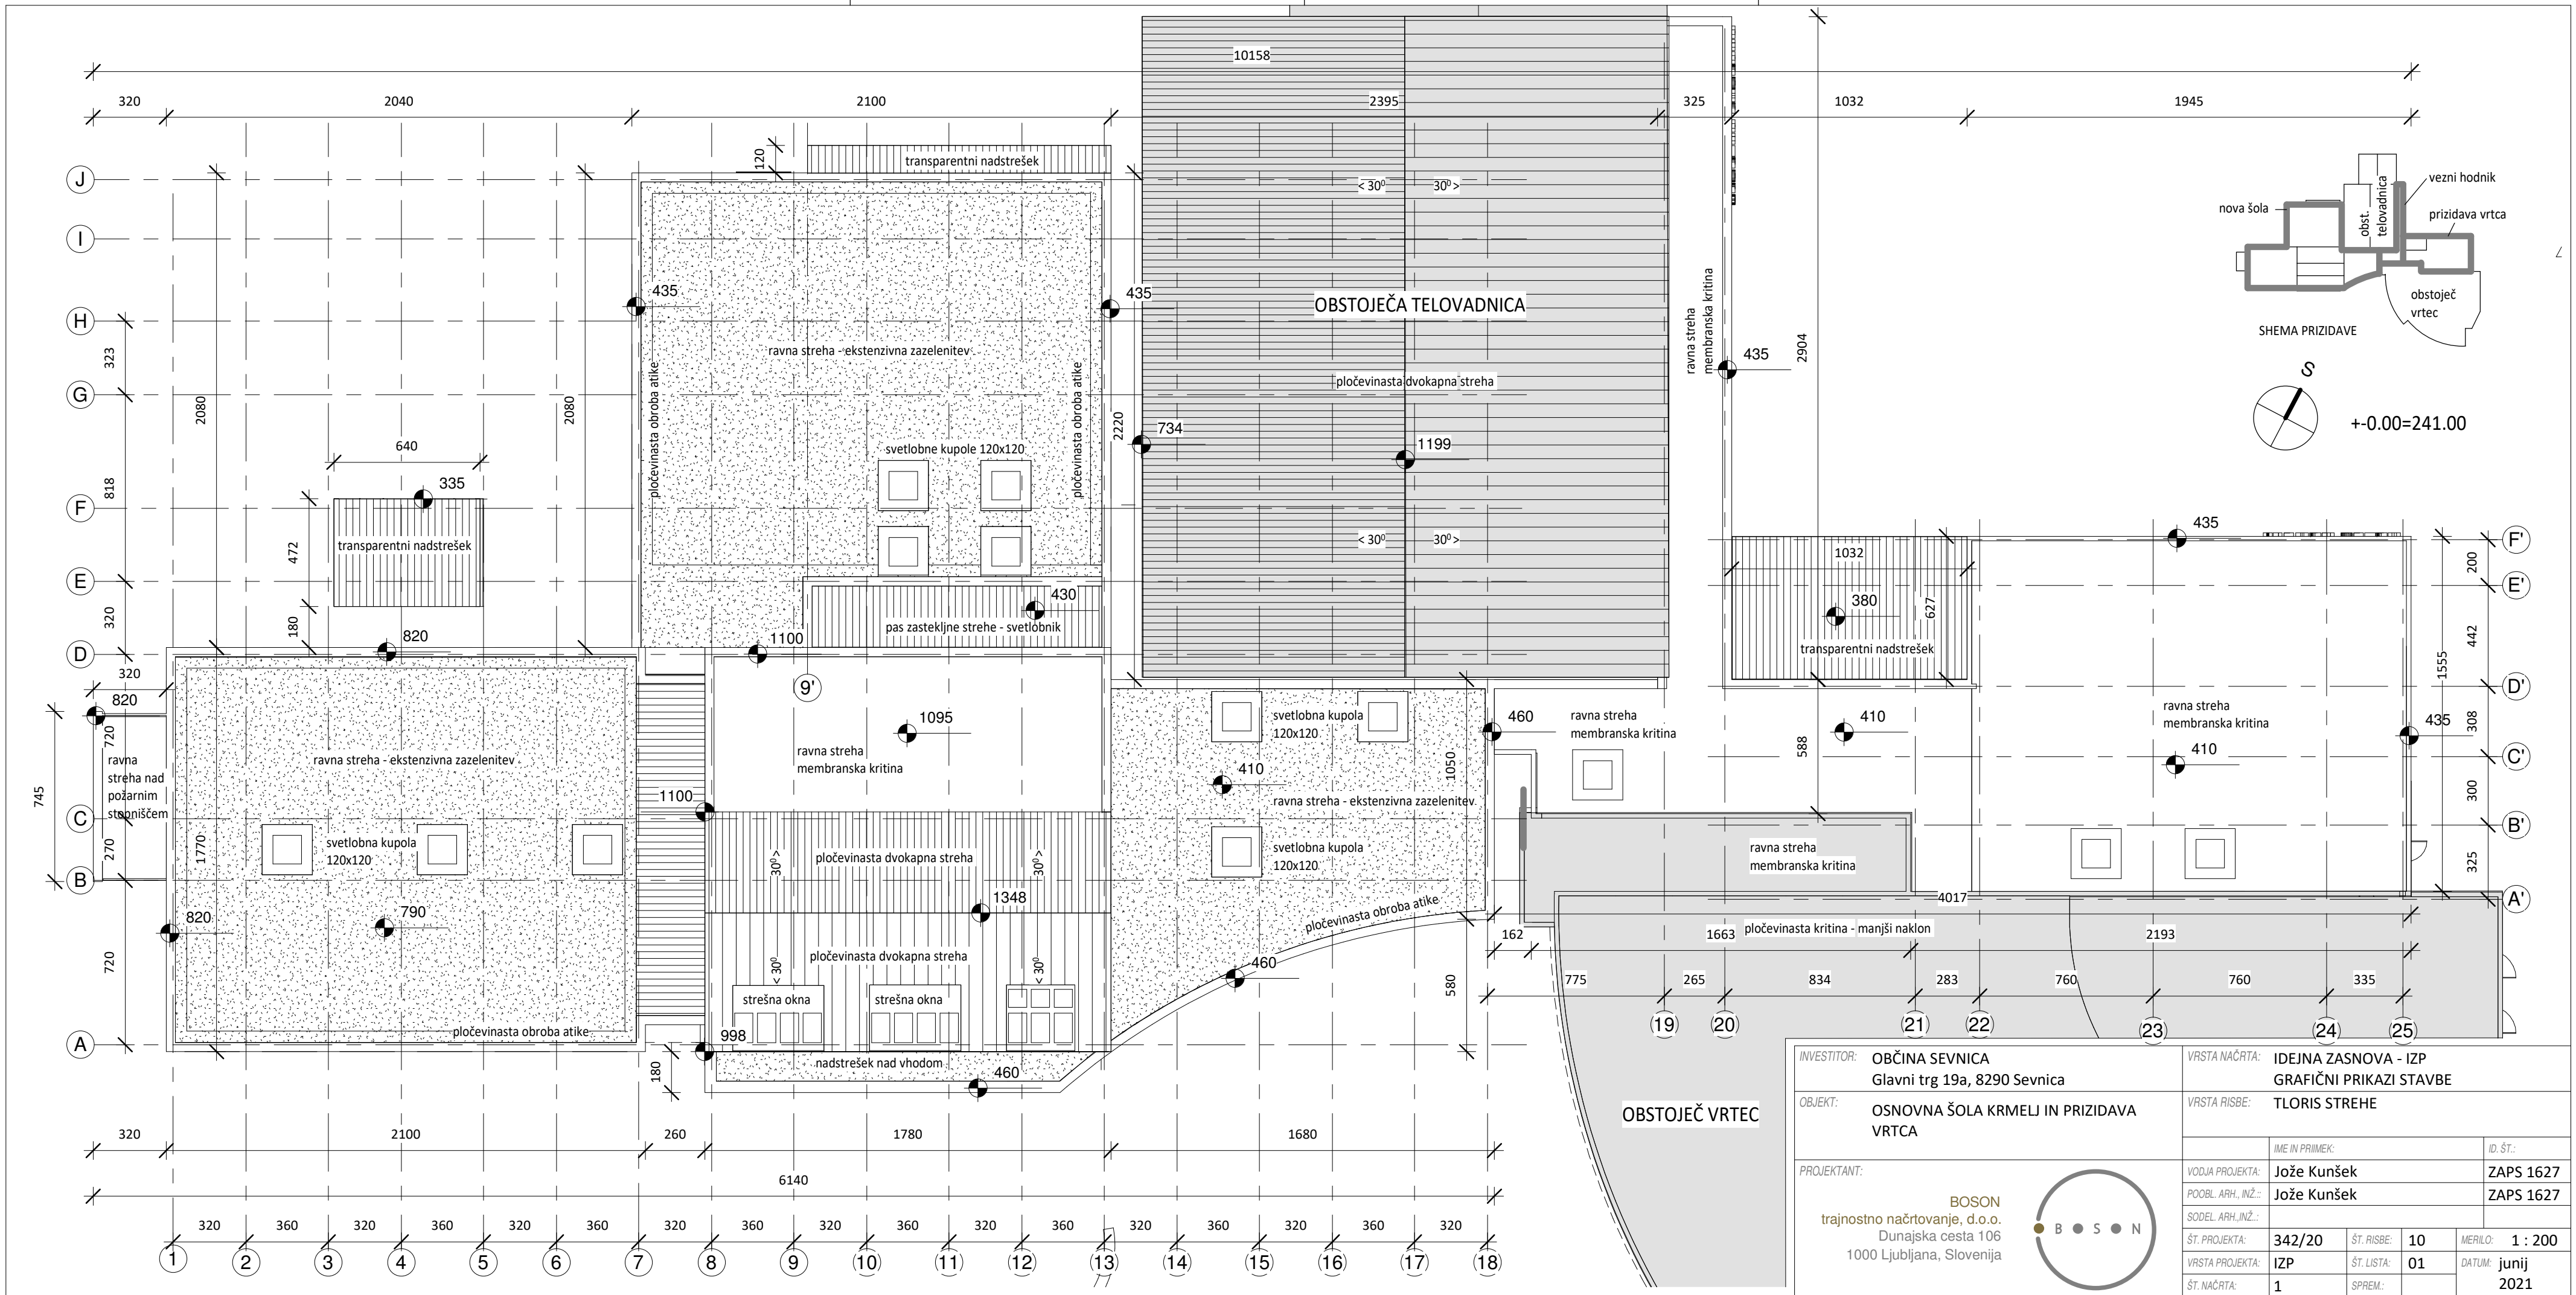 10158
320
2040
2100
2395
325
1032
1945
120
transparentni nadstrešek
J
I
H
G
F
E
D
C
B
A
323
818
320
2080
2080
< 30⁰
30⁰ >
435
435
OBSTOJEČA TELOVADNICA
ravna streha - ekstenzivna zazelenitev
pločevinasta obroba atike
pločevinasta obroba atike
pločevinasta dvokapna streha
2220
734
1199
svetlobne kupole 120x120
640
335
472
transparentni nadstrešek
180
820
< 30⁰
30⁰ >
430
pas zastekljne strehe - svetlobnik
1100
9'
ravna streha
membranska kritina
435
2904
nova šola
obst.
telovadnica
vezni hodnik
prizidava vrtca
obstoječ
vrtec
SHEMA PRIZIDAVE
S
+-0.00=241.00
435
1032
380
627
transparentni nadstrešek
200
442
1555
308
300
325
F'
E'
D'
C'
B'
A'
320
820
720
745
270
720
ravna
streha nad
požarnim
stopniščem
ravna streha - ekstenzivna zazelenitev
1770
svetlobna kupola
120x120
820
790
pločevinasta obroba atike
1095
ravna streha
membranska kritina
1100
30⁰ >
30⁰ >
pločevinasta dvokapna streha
1348
pločevinasta dvokapna streha
< 30⁰
< 30⁰
strešna okna
strešna okna
998
nadstrešek nad vhodom
180
460
svetlobna kupola
120x120
410
1050
ravna streha - ekstenzivna zazelenitev
svetlobna kupola
120x120
pločevinasta obroba atike
460
580
460
ravna streha
membranska kritina
410
588
ravna streha
membranska kritina
410
435
ravna streha
membranska kritina
4017
162
1663
pločevinasta kritina - manjši naklon
2193
775
265
834
283
760
760
335
19
20
21
22
23
24
25
OBSTOJEČ VRTEC
320
2100
260
1780
1680
6140
320
360
320
360
320
360
320
360
320
360
320
360
320
360
320
360
320
1
2
3
4
5
6
7
8
9
10
11
12
13
14
15
16
17
18
INVESTITOR: OBČINA SEVNICA
Glavni trg 19a, 8290 Sevnica
VRSTA NAČRTA: IDEJNA ZASNOVA - IZP
GRAFIČNI PRIKAZI STAVBE
OBJEKT: OSNOVNA ŠOLA KRMELJ IN PRIZIDAVA
VRTCA
VRSTA RISBE: TLORIS STREHE
PROJEKTANT:
BOSON
trajnostno načrtovanje, d.o.o.
Dunajska cesta 106
1000 Ljubljana, Slovenija
B S O N
IME IN PRIIMEK: ID. ŠT.:
VODJA PROJEKTA: Jože Kunšek ZAPS 1627
POOBL. ARH., INŽ..: Jože Kunšek ZAPS 1627
SODEL. ARH.,INŽ..:
ŠT. PROJEKTA: 342/20 ŠT. RISBE: 10 MERILO: 1 : 200
VRSTA PROJEKTA: IZP ŠT. LISTA: 01 DATUM: junij
2021
ŠT. NAČRTA: 1 SPREM.: